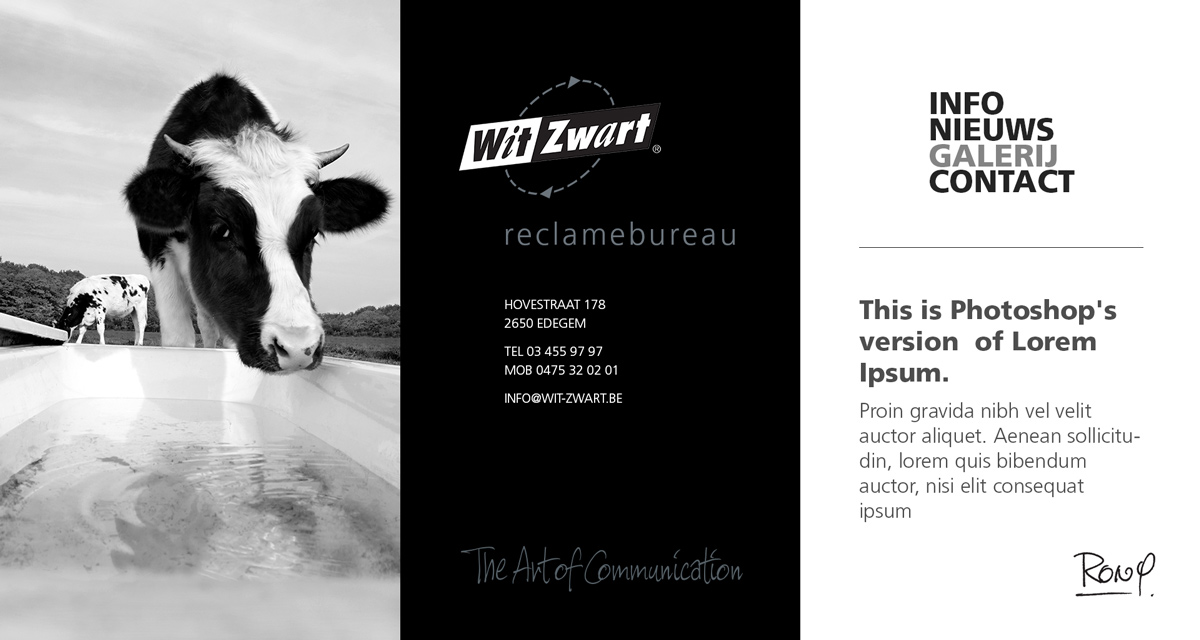 Wit Zwart®
reclamebureau
HOVESTRAAT 178
2650 EDEGEM
TEL 03 455 97 97
MOB 0475 32 02 01
INFO@WIT-ZWART.BE
The Art of Communication
INFO
NIEUWS
GALERIJ
CONTACT
This is Photoshop's
version  of Lorem
Ipsum.
Proin gravida nibh vel velit
auctor aliquet. Aenean sollicitu-
din, lorem quis bibendum
auctor, nisi elit consequat
ipsum